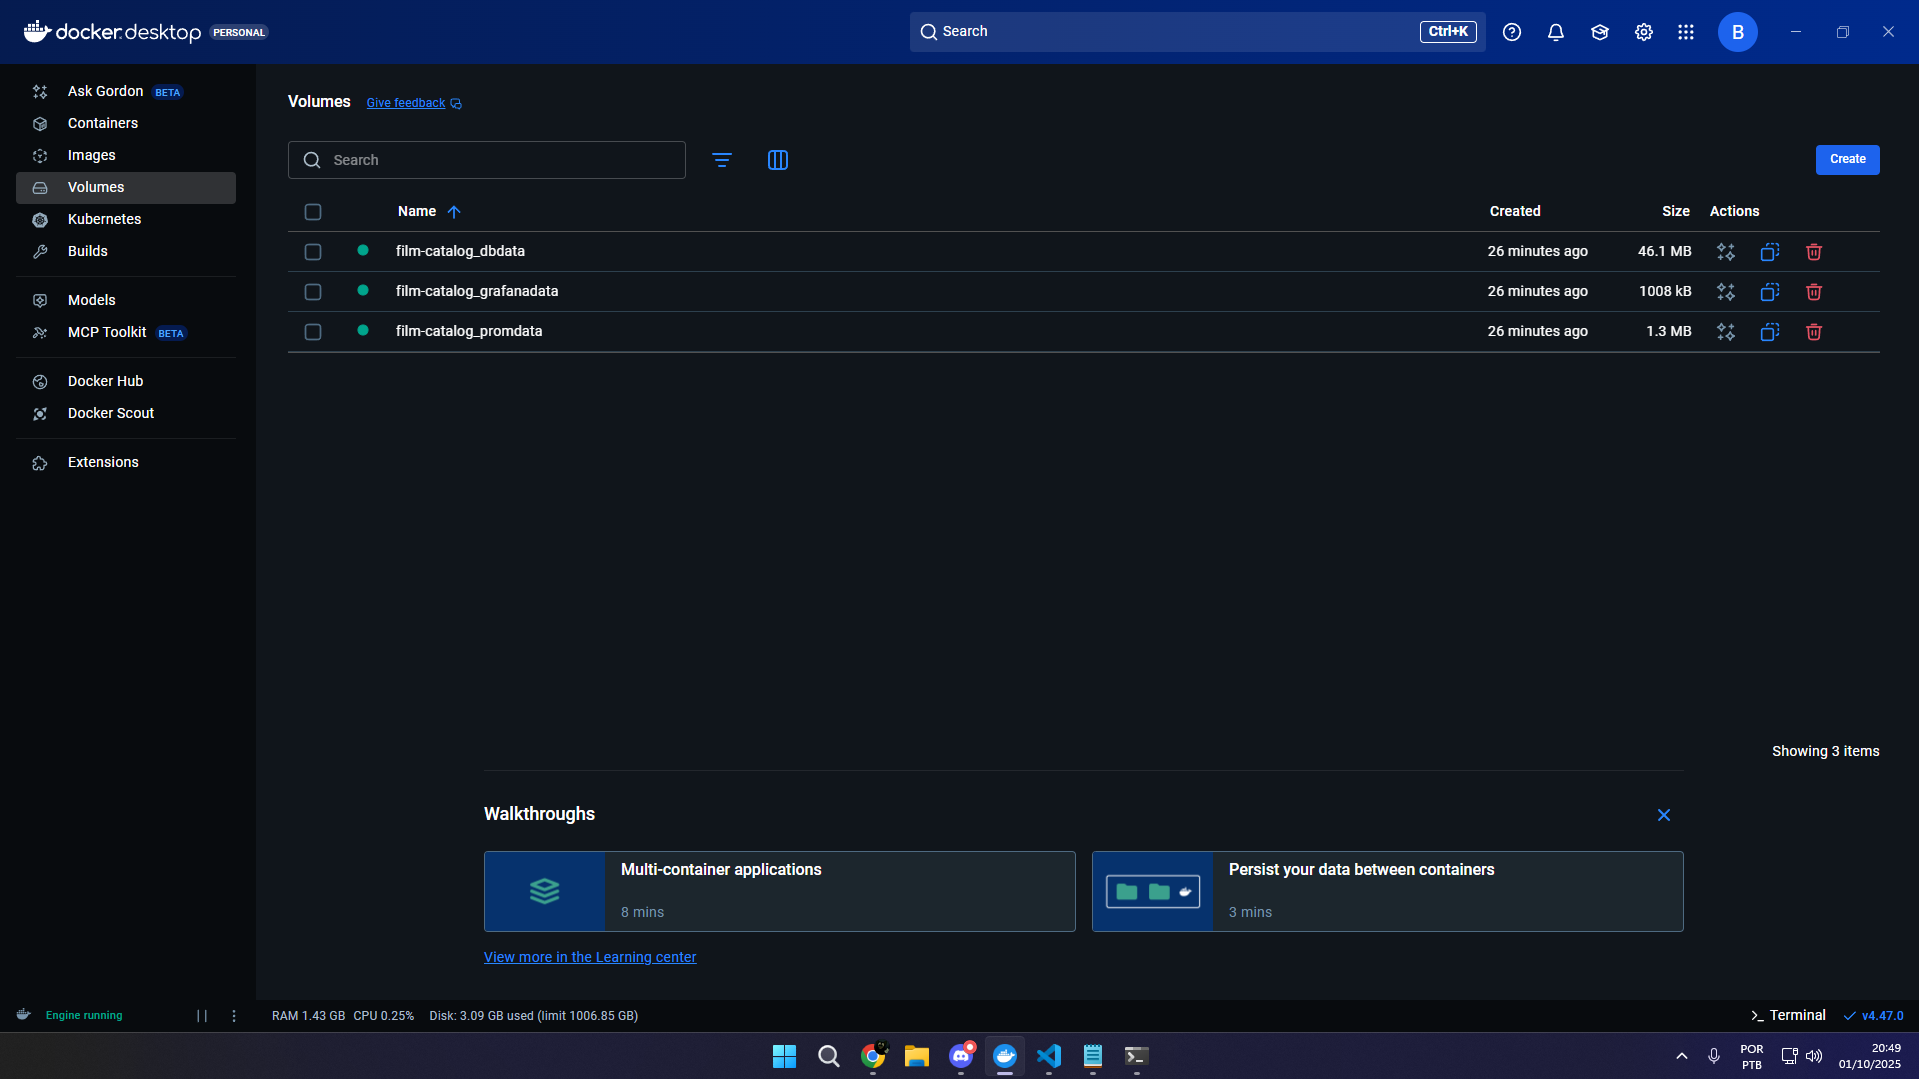 docker.desktop PERSONAL
Search Ctrl+K
B
Ask Gordon BETA
Containers
Images
Volumes
Kubernetes
Builds
Models
MCP Toolkit BETA
Docker Hub
Docker Scout
Extensions
Volumes Give feedback
Search
Create
Name Created Size Actions
film-catalog_dbdata 26 minutes ago 46.1 MB
film-catalog_grafanadata 26 minutes ago 1008 kB
film-catalog_promdata 26 minutes ago 1.3 MB
Showing 3 items
Walkthroughs
Multi-container applications
8 mins
Persist your data between containers
3 mins
View more in the Learning center
Engine running
RAM 1.43 GB CPU 0.25% Disk: 3.09 GB used (limit 1006.85 GB)
Terminal v4.47.0
POR
PTB
20:49
01/10/2025